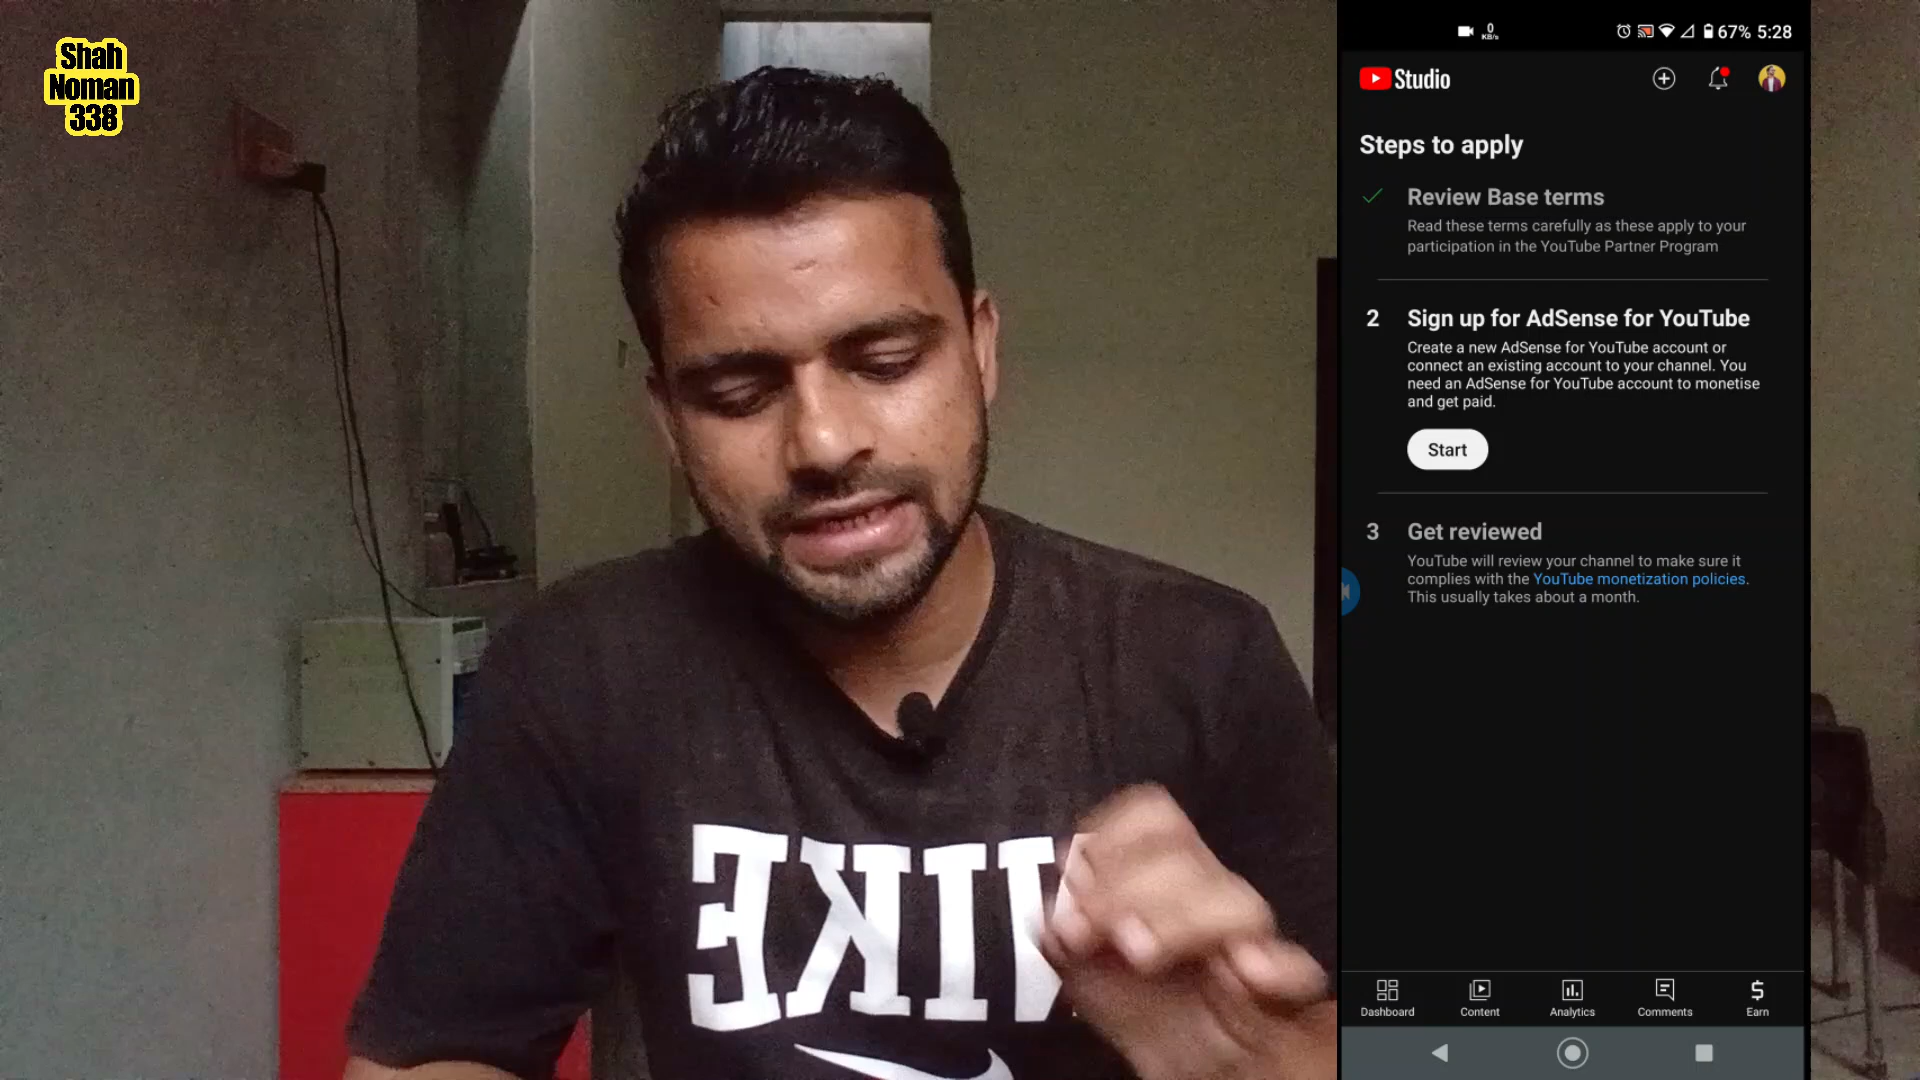 Shah
Noman
338
NIKE
0
KB/s
67% 5:28
Studio
Steps to apply
Review Base terms
Read these terms carefully as these apply to your
participation in the YouTube Partner Program
2 Sign up for AdSense for YouTube
Create a new AdSense for YouTube account or
connect an existing account to your channel. You
need an AdSense for YouTube account to monetise
and get paid.
Start
3 Get reviewed
YouTube will review your channel to make sure it
complies with the YouTube monetization policies.
This usually takes about a month.
Dashboard Content Analytics Comments Earn